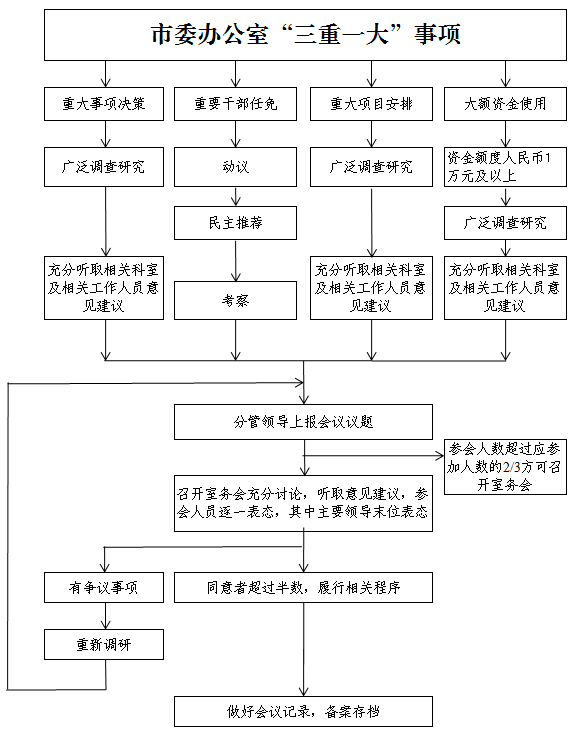 市委办公室“三重一大”事项
重大事项决策
重要干部任免
重大项目安排
大额资金使用
广泛调查研究
动议
广泛调查研究
资金额度人民币1
万元及以上
民主推荐
广泛调查研究
充分听取相关科室
及相关工作人员意
见建议
考察
充分听取相关科室
及相关工作人员意
见建议
充分听取相关科室
及相关工作人员意
见建议
分管领导上报会议议题
参会人数超过应参
加人数的2/3方可召
开室务会
召开室务会充分讨论，听取意见建议，参
会人员逐一表态，其中主要领导末位表态
有争议事项
同意者超过半数，履行相关程序
重新调研
做好会议记录，备案存档